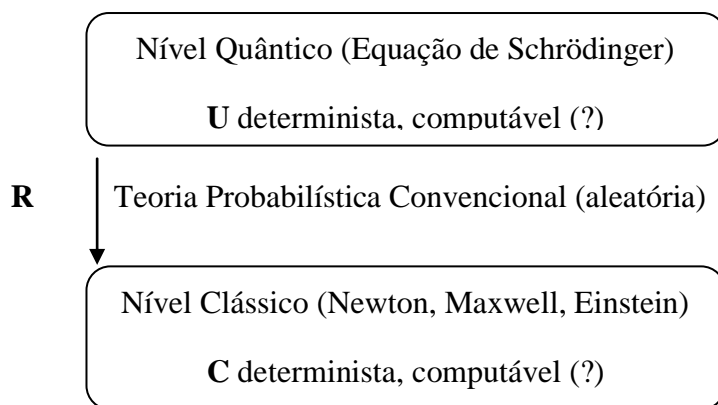 Nível Quântico (Equação de Schrödinger)
U determinista, computável (?)
R Teoria Probabilística Convencional (aleatória)
Nível Clássico (Newton, Maxwell, Einstein)
C determinista, computável (?)